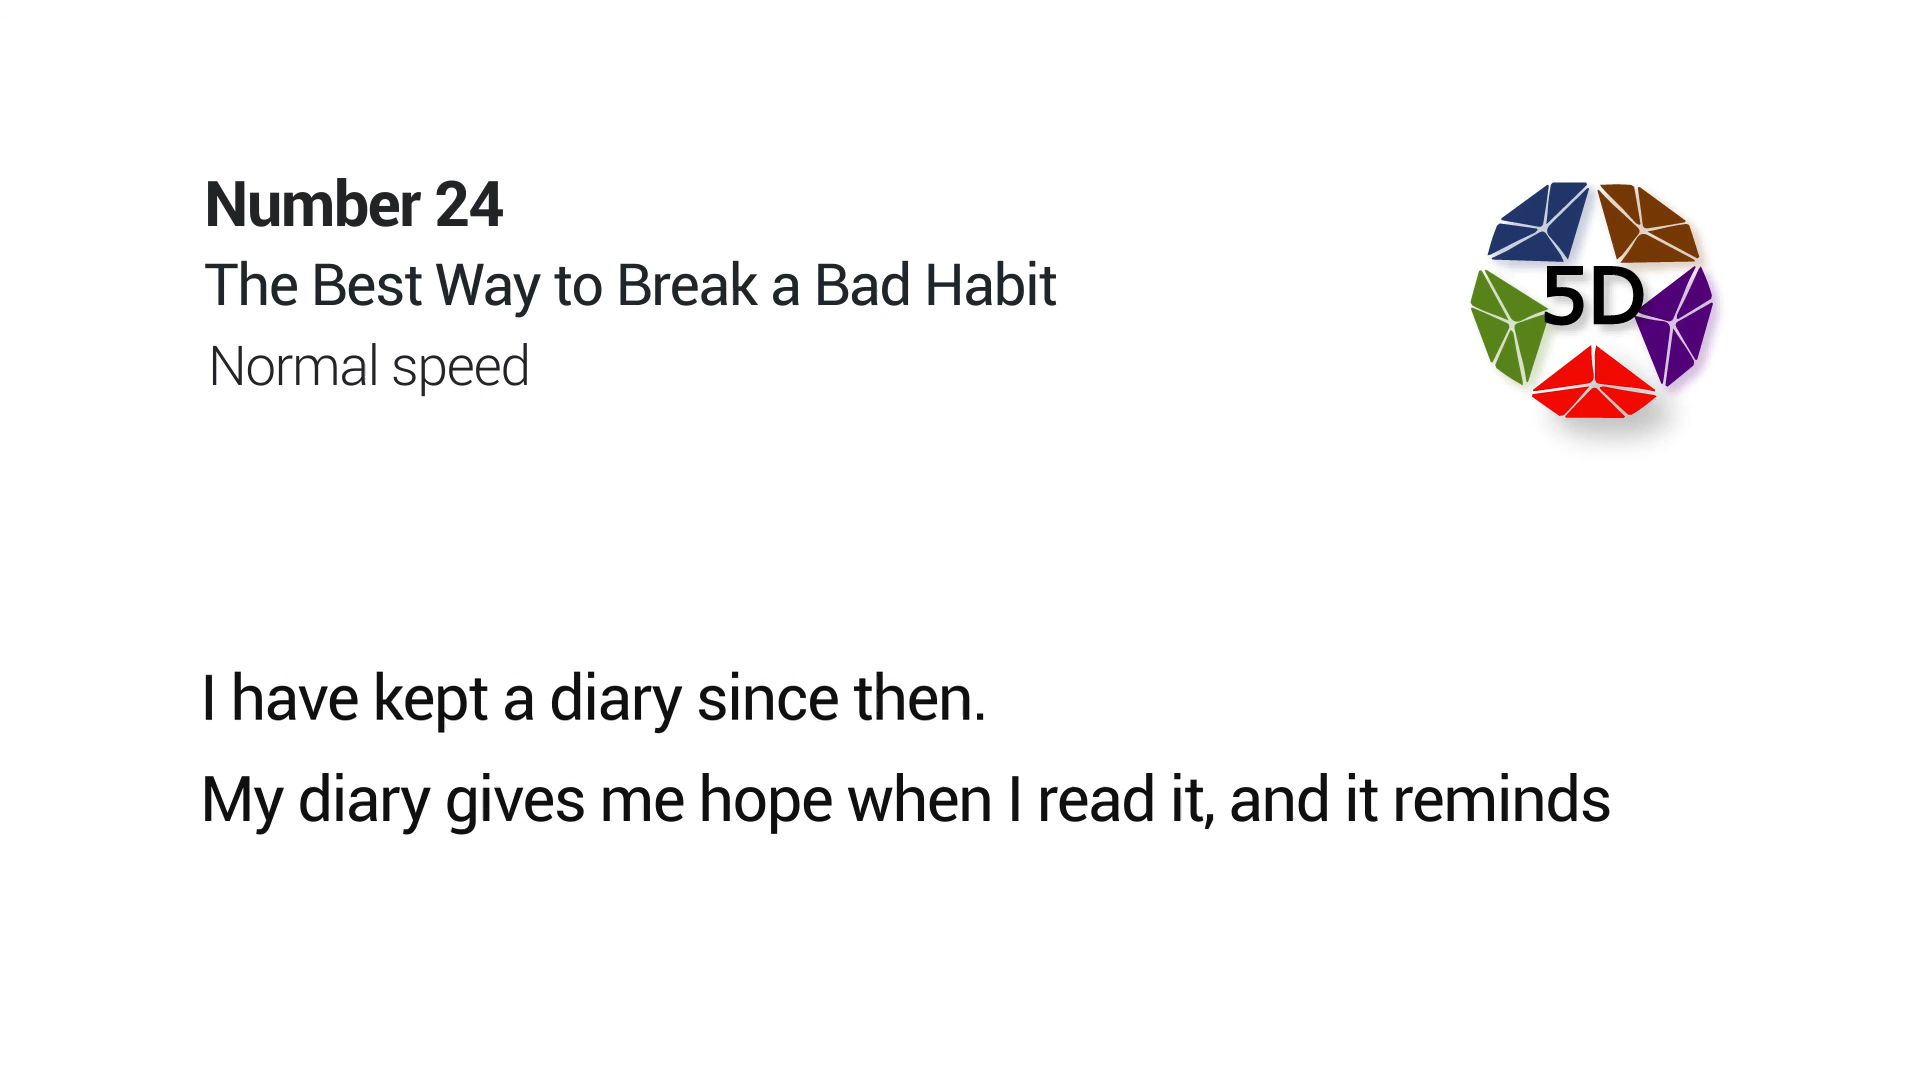 Number 24
The Best Way to Break a Bad Habit
Normal speed
5D
I have kept a diary since then.
My diary gives me hope when I read it, and it reminds